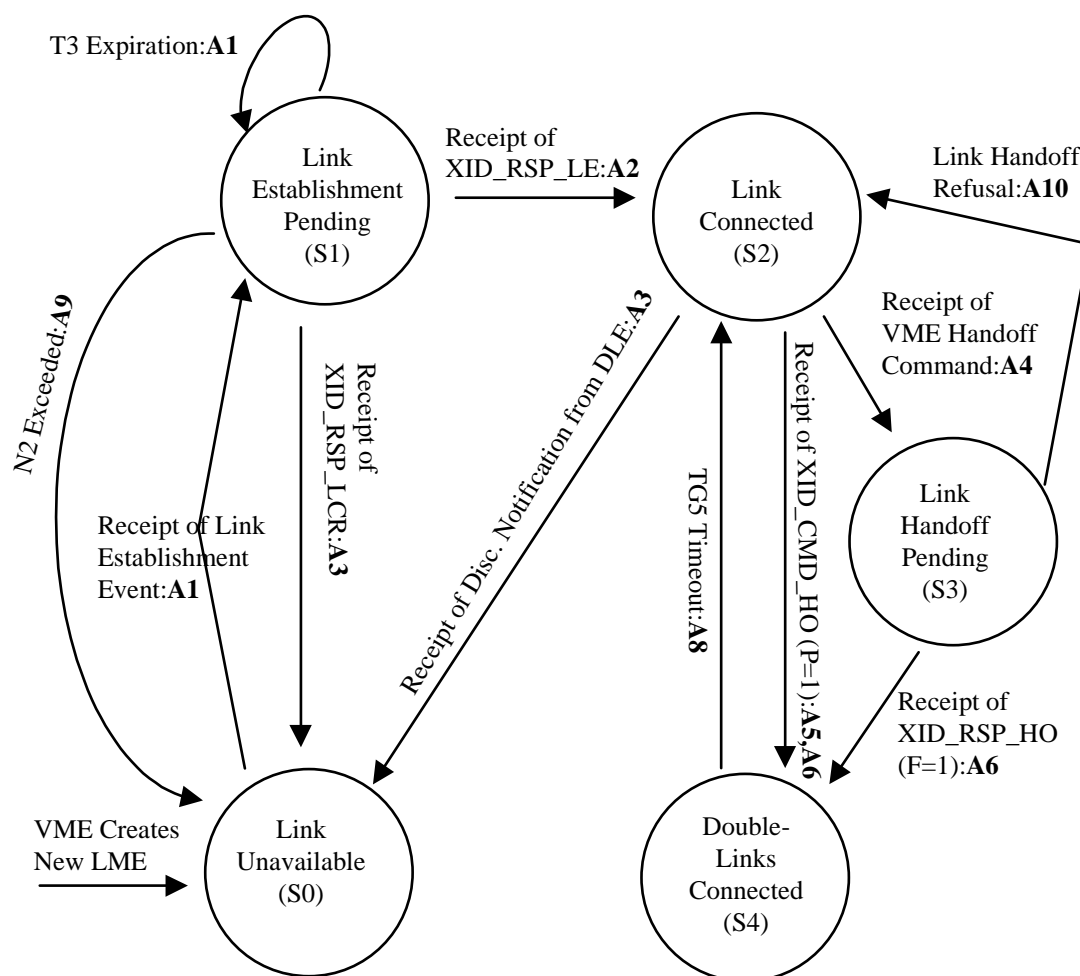 T3 Expiration:A1
Link
Establishment
Pending
(S1)
Receipt of
XID_RSP_LE:A2
Link
Connected
(S2)
Link Handoff
Refusal:A10
N2 Exceeded:A9
Receipt of
XID_RSP_LCR:A3
Receipt of Disc. Notification from DLE:A3
TG5 Timeout:A8
Receipt of XID_CMD_HO (P=1):A5,A6
Receipt of
VME Handoff
Command:A4
Receipt of Link
Establishment
Event:A1
Link
Handoff
Pending
(S3)
Receipt of
XID_RSP_HO
(F=1):A6
VME Creates
New LME
Link
Unavailable
(S0)
Double-
Links
Connected
(S4)